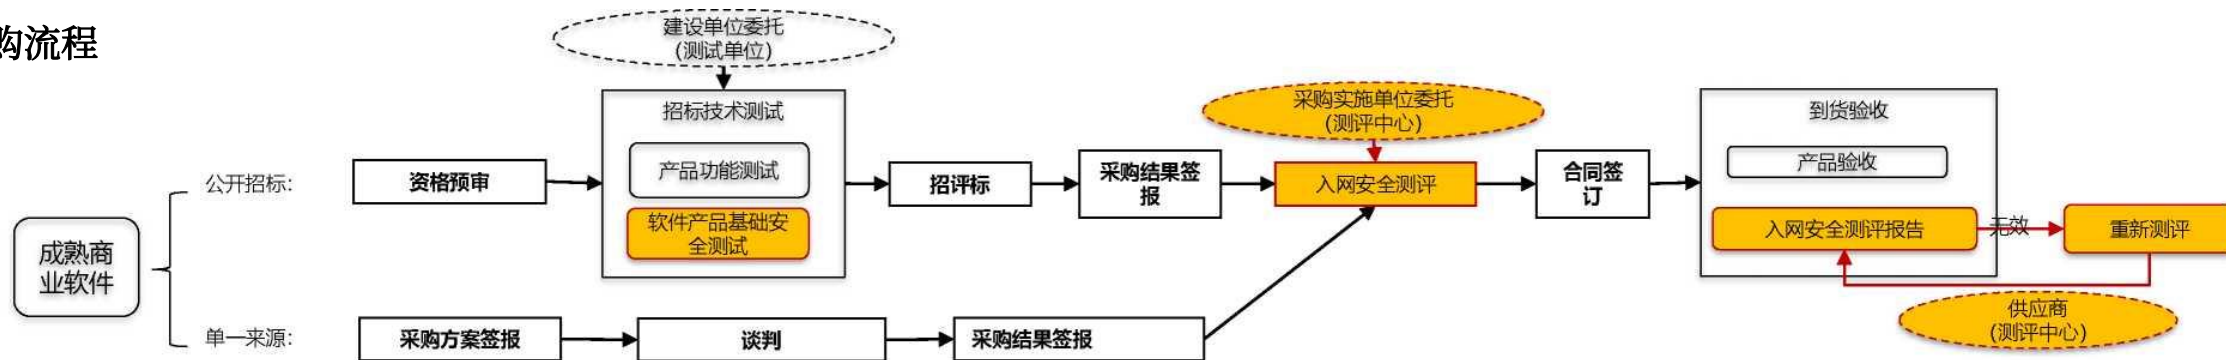 购流程
建设单位委托
(测试单位)
招标技术测试
采购实施单位委托
(测评中心)
到货验收
公开招标:
资格预审
产品功能测试
招评标
采购结果签
报
入网安全测评
合同签
订
产品验收
软件产品基础安
全测试
入网安全测评报告
无效
重新测评
成熟商
业软件
供应商
(测评中心)
单一来源:
采购方案签报
谈判
采购结果签报